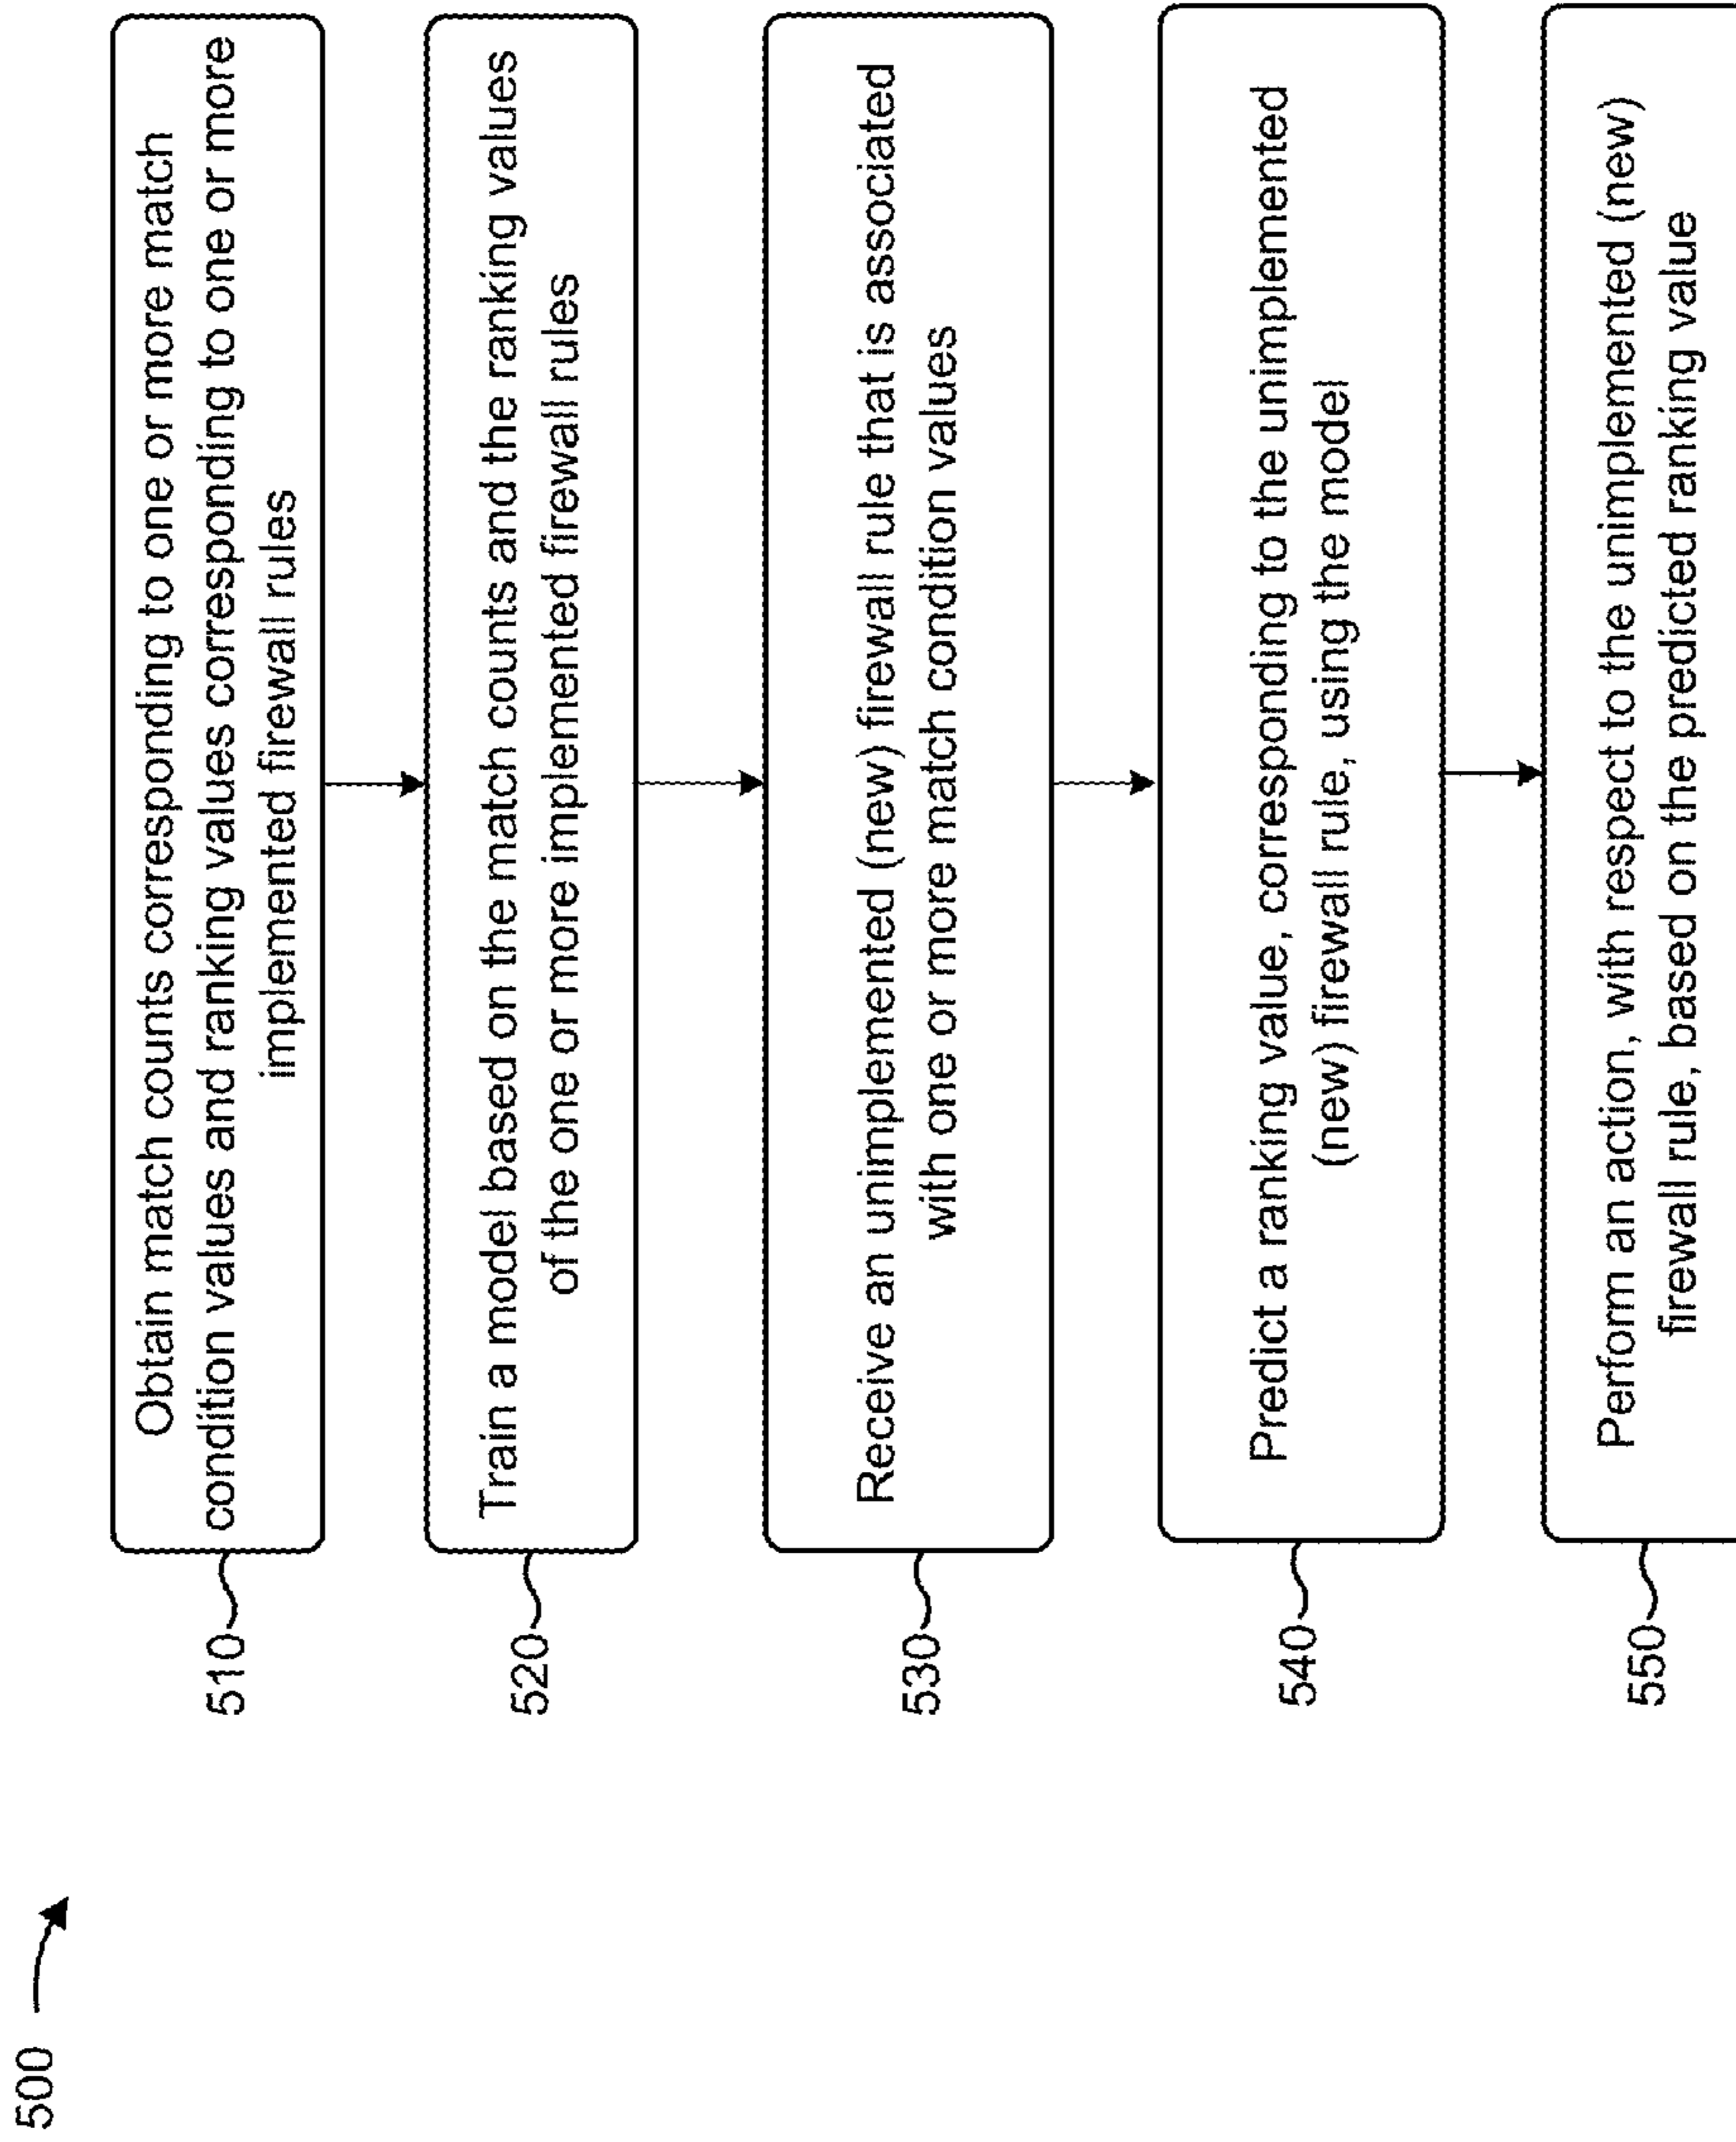 500
510
Obtain match counts corresponding to one or more match
condition values and ranking values corresponding to one or more
implemented firewall rules
520
Train a model based on the match counts and the ranking values
of the one or more implemented firewall rules
530
Receive an unimplemented (new) firewall rule that is associated
with one or more match condition values
540
Predict a ranking value, corresponding to the unimplemented
(new) firewall rule, using the model
550
Perform an action, with respect to the unimplemented (new)
firewall rule, based on the predicted ranking value